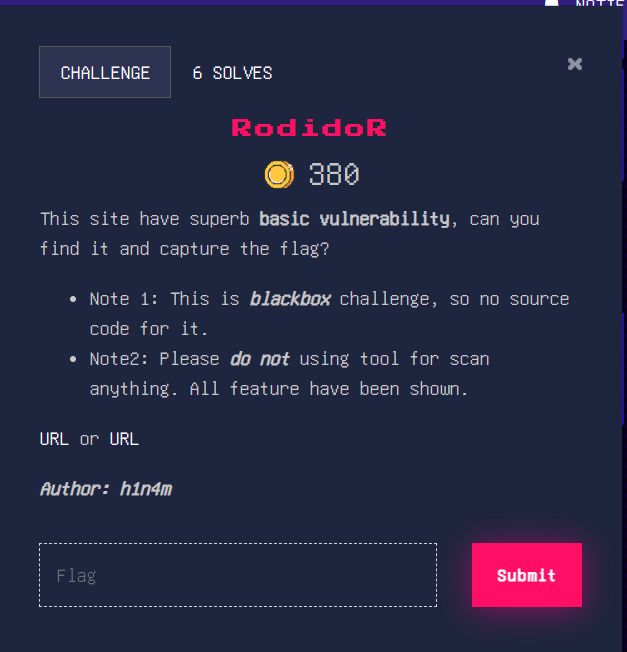 CHALLENGE
6 SOLVES
RodidoR
380
This site have superb basic vulnerability, can you
find it and capture the flag?
Note 1: This is blackbox challenge, so no source
code for it.
Note2: Please do not using tool for scan
anything. All feature have been shown.
URL or URL
Author: h1n4m
Flag
Submit